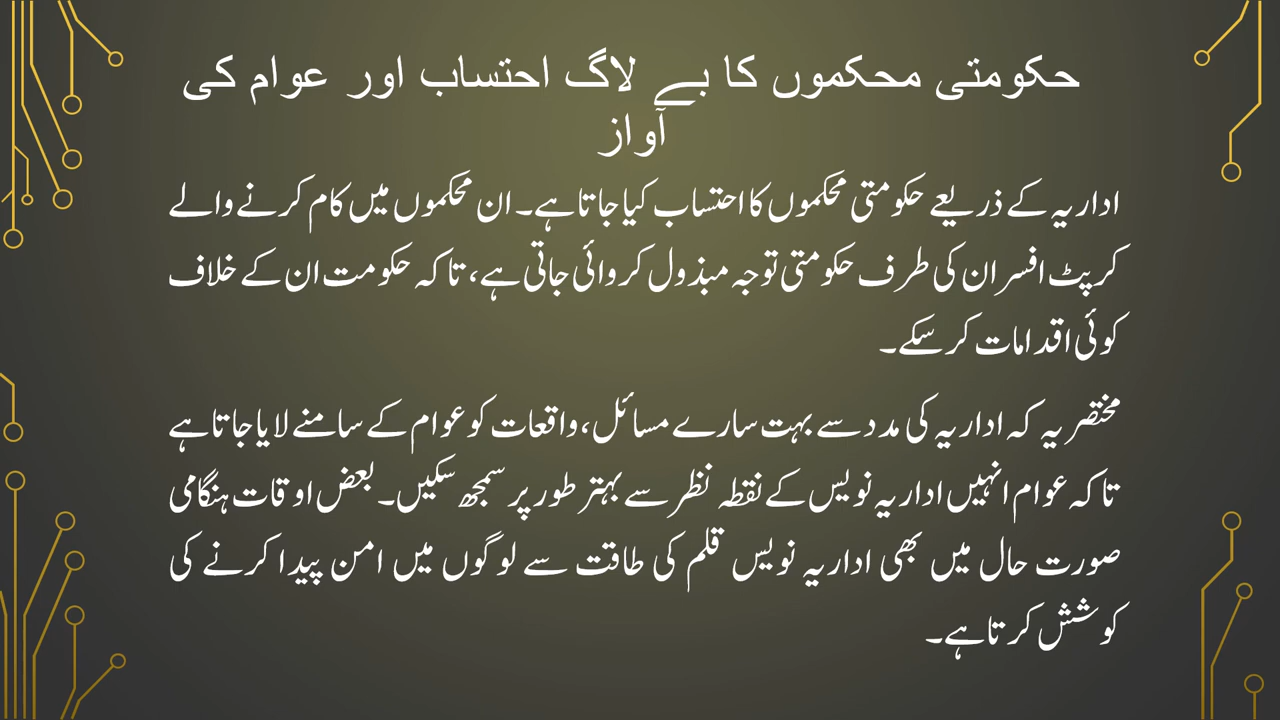 حکومتی محکموں کا بے لاگ احتساب اور عوام کی
آواز
اداریہ کے ذریعے حکومتی محکموں کا احتساب کیا جاتا ہے۔ ان محکموں میں کام کرنے والے
کرپٹ افسران کی طرف حکومتی توجہ مبذول کروائی جاتی ہے، تاکہ حکومت ان کے خلاف
کوئی اقدامات کر سکے۔
مختصر یہ کہ اداریہ کی مدد سے بہت سارے مسائل، واقعات کو عوام کے سامنے لایا جاتا ہے
تاکہ عوام انہیں اداریہ نویس کے نقطہ نظر سے بہتر طور پر سمجھ سکیں۔ بعض اوقات ہنگامی
صورت حال میں بھی اداریہ نویس قلم کی طاقت سے لوگوں میں امن پیدا کرنے کی
کوشش کرتا ہے۔